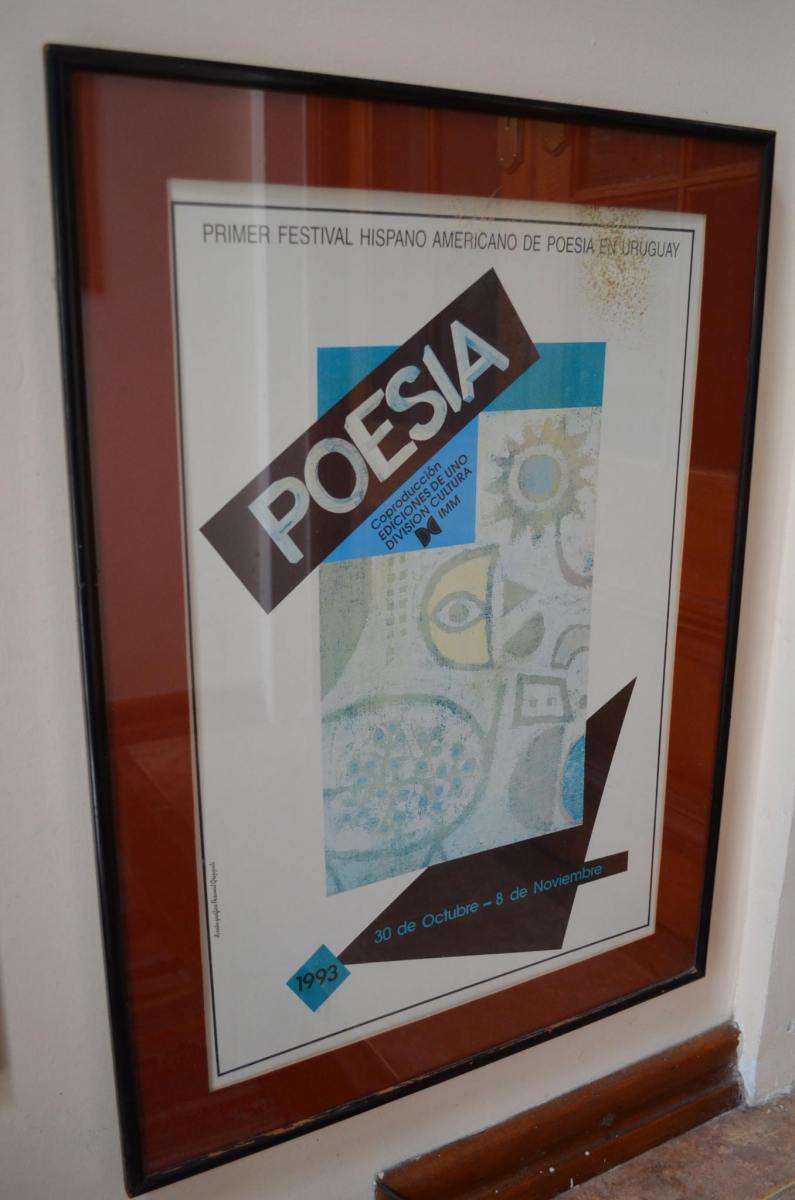 PRIMER FESTIVAL HISPANO AMERICANO DE POESIA EN URUGUAY
POESIA
Coproducción
EDICIONES DE UNO
DIVISION CULTURA
IMM
30 de Octubre – 8 de Noviembre
1993